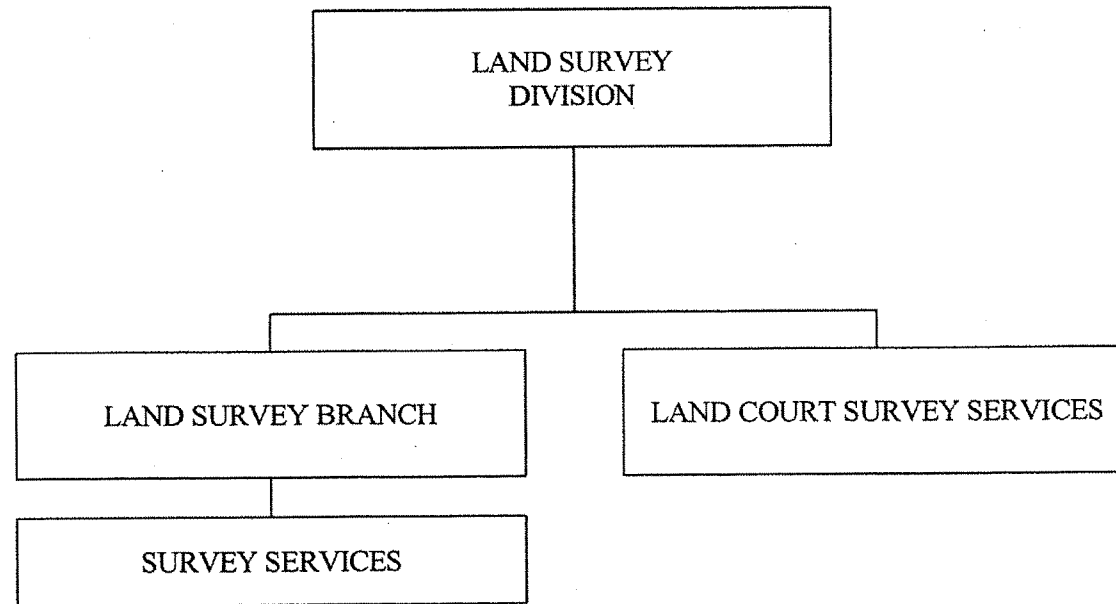 LAND SURVEY
DIVISION
LAND SURVEY BRANCH
LAND COURT SURVEY SERVICES
SURVEY SERVICES